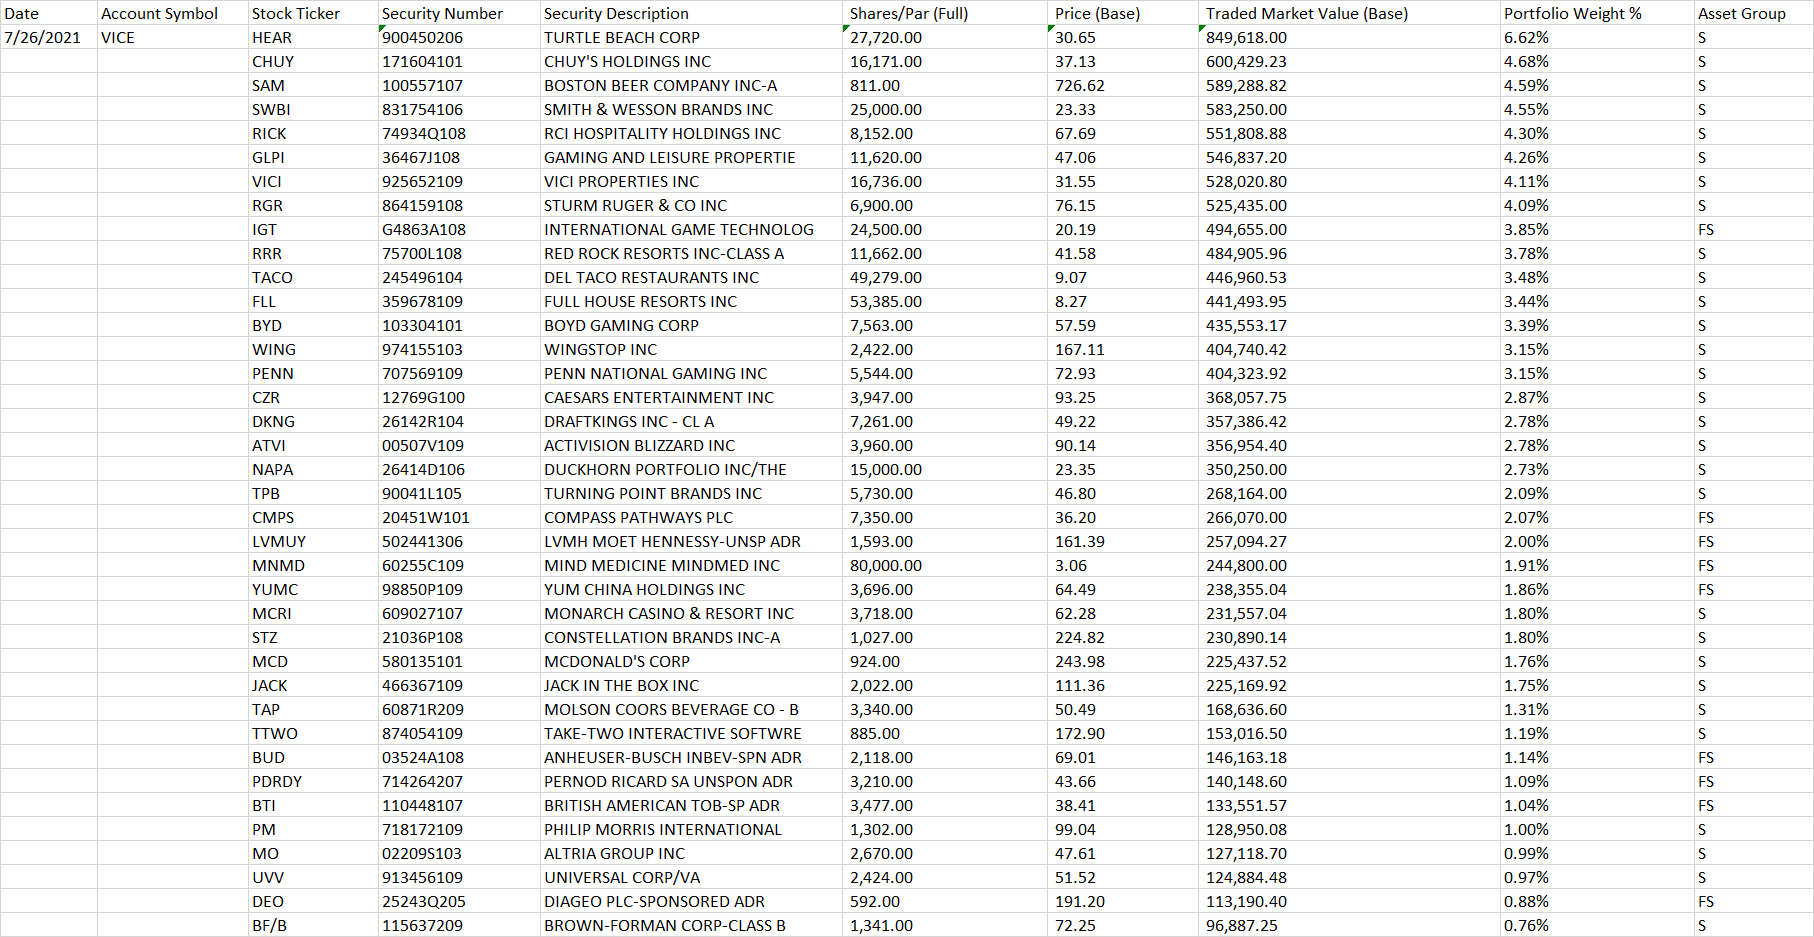 Date Account Symbol Stock Ticker Security Number Security Description Shares/Par (Full) Price (Base) Traded Market Value (Base) Portfolio Weight % Asset Group
7/26/2021 VICE HEAR 900450206 TURTLE BEACH CORP 27,720.00 30.65 849,618.00 6.62% S
CHUY 171604101 CHUY'S HOLDINGS INC 16,171.00 37.13 600,429.23 4.68% S
SAM 100557107 BOSTON BEER COMPANY INC-A 811.00 726.62 589,288.82 4.59% S
SWBI 831754106 SMITH & WESSON BRANDS INC 25,000.00 23.33 583,250.00 4.55% S
RICK 74934Q108 RCI HOSPITALITY HOLDINGS INC 8,152.00 67.69 551,808.88 4.30% S
GLPI 36467J108 GAMING AND LEISURE PROPERTIE 11,620.00 47.06 546,837.20 4.26% S
VICI 925652109 VICI PROPERTIES INC 16,736.00 31.55 528,020.80 4.11% S
RGR 864159108 STURM RUGER & CO INC 6,900.00 76.15 525,435.00 4.09% S
IGT G4863A108 INTERNATIONAL GAME TECHNOLOG 24,500.00 20.19 494,655.00 3.85% FS
RRR 75700L108 RED ROCK RESORTS INC-CLASS A 11,662.00 41.58 484,905.96 3.78% S
TACO 245496104 DEL TACO RESTAURANTS INC 49,279.00 9.07 446,960.53 3.48% S
FLL 359678109 FULL HOUSE RESORTS INC 53,385.00 8.27 441,493.95 3.44% S
BYD 103304101 BOYD GAMING CORP 7,563.00 57.59 435,553.17 3.39% S
WING 974155103 WINGSTOP INC 2,422.00 167.11 404,740.42 3.15% S
PENN 707569109 PENN NATIONAL GAMING INC 5,544.00 72.93 404,323.92 3.15% S
CZR 12769G100 CAESARS ENTERTAINMENT INC 3,947.00 93.25 368,057.75 2.87% S
DKNG 26142R104 DRAFTKINGS INC - CL A 7,261.00 49.22 357,386.42 2.78% S
ATVI 00507V109 ACTIVISION BLIZZARD INC 3,960.00 90.14 356,954.40 2.78% S
NAPA 26414D106 DUCKHORN PORTFOLIO INC/THE 15,000.00 23.35 350,250.00 2.73% S
TPB 90041L105 TURNING POINT BRANDS INC 5,730.00 46.80 268,164.00 2.09% S
CMPS 20451W101 COMPASS PATHWAYS PLC 7,350.00 36.20 266,070.00 2.07% FS
LVMUY 502441306 LVMH MOET HENNESSY-UNSP ADR 1,593.00 161.39 257,094.27 2.00% FS
MNMD 60255C109 MIND MEDICINE MINDMED INC 80,000.00 3.06 244,800.00 1.91% FS
YUMC 98850P109 YUM CHINA HOLDINGS INC 3,696.00 64.49 238,355.04 1.86% FS
MCRI 609027107 MONARCH CASINO & RESORT INC 3,718.00 62.28 231,557.04 1.80% S
STZ 21036P108 CONSTELLATION BRANDS INC-A 1,027.00 224.82 230,890.14 1.80% S
MCD 580135101 MCDONALD'S CORP 924.00 243.98 225,437.52 1.76% S
JACK 466367109 JACK IN THE BOX INC 2,022.00 111.36 225,169.92 1.75% S
TAP 60871R209 MOLSON COORS BEVERAGE CO - B 3,340.00 50.49 168,636.60 1.31% S
TTWO 874054109 TAKE-TWO INTERACTIVE SOFTWRE 885.00 172.90 153,016.50 1.19% S
BUD 03524A108 ANHEUSER-BUSCH INBEV-SPN ADR 2,118.00 69.01 146,163.18 1.14% FS
PDRDY 714264207 PERNOD RICARD SA UNSPON ADR 3,210.00 43.66 140,148.60 1.09% FS
BTI 110448107 BRITISH AMERICAN TOB-SP ADR 3,477.00 38.41 133,551.57 1.04% FS
PM 718172109 PHILIP MORRIS INTERNATIONAL 1,302.00 99.04 128,950.08 1.00% S
MO 02209S103 ALTRIA GROUP INC 2,670.00 47.61 127,118.70 0.99% S
UVV 913456109 UNIVERSAL CORP/VA 2,424.00 51.52 124,884.48 0.97% S
DEO 25243Q205 DIAGEO PLC-SPONSORED ADR 592.00 191.20 113,190.40 0.88% FS
BF/B 115637209 BROWN-FORMAN CORP-CLASS B 1,341.00 72.25 96,887.25 0.76% S